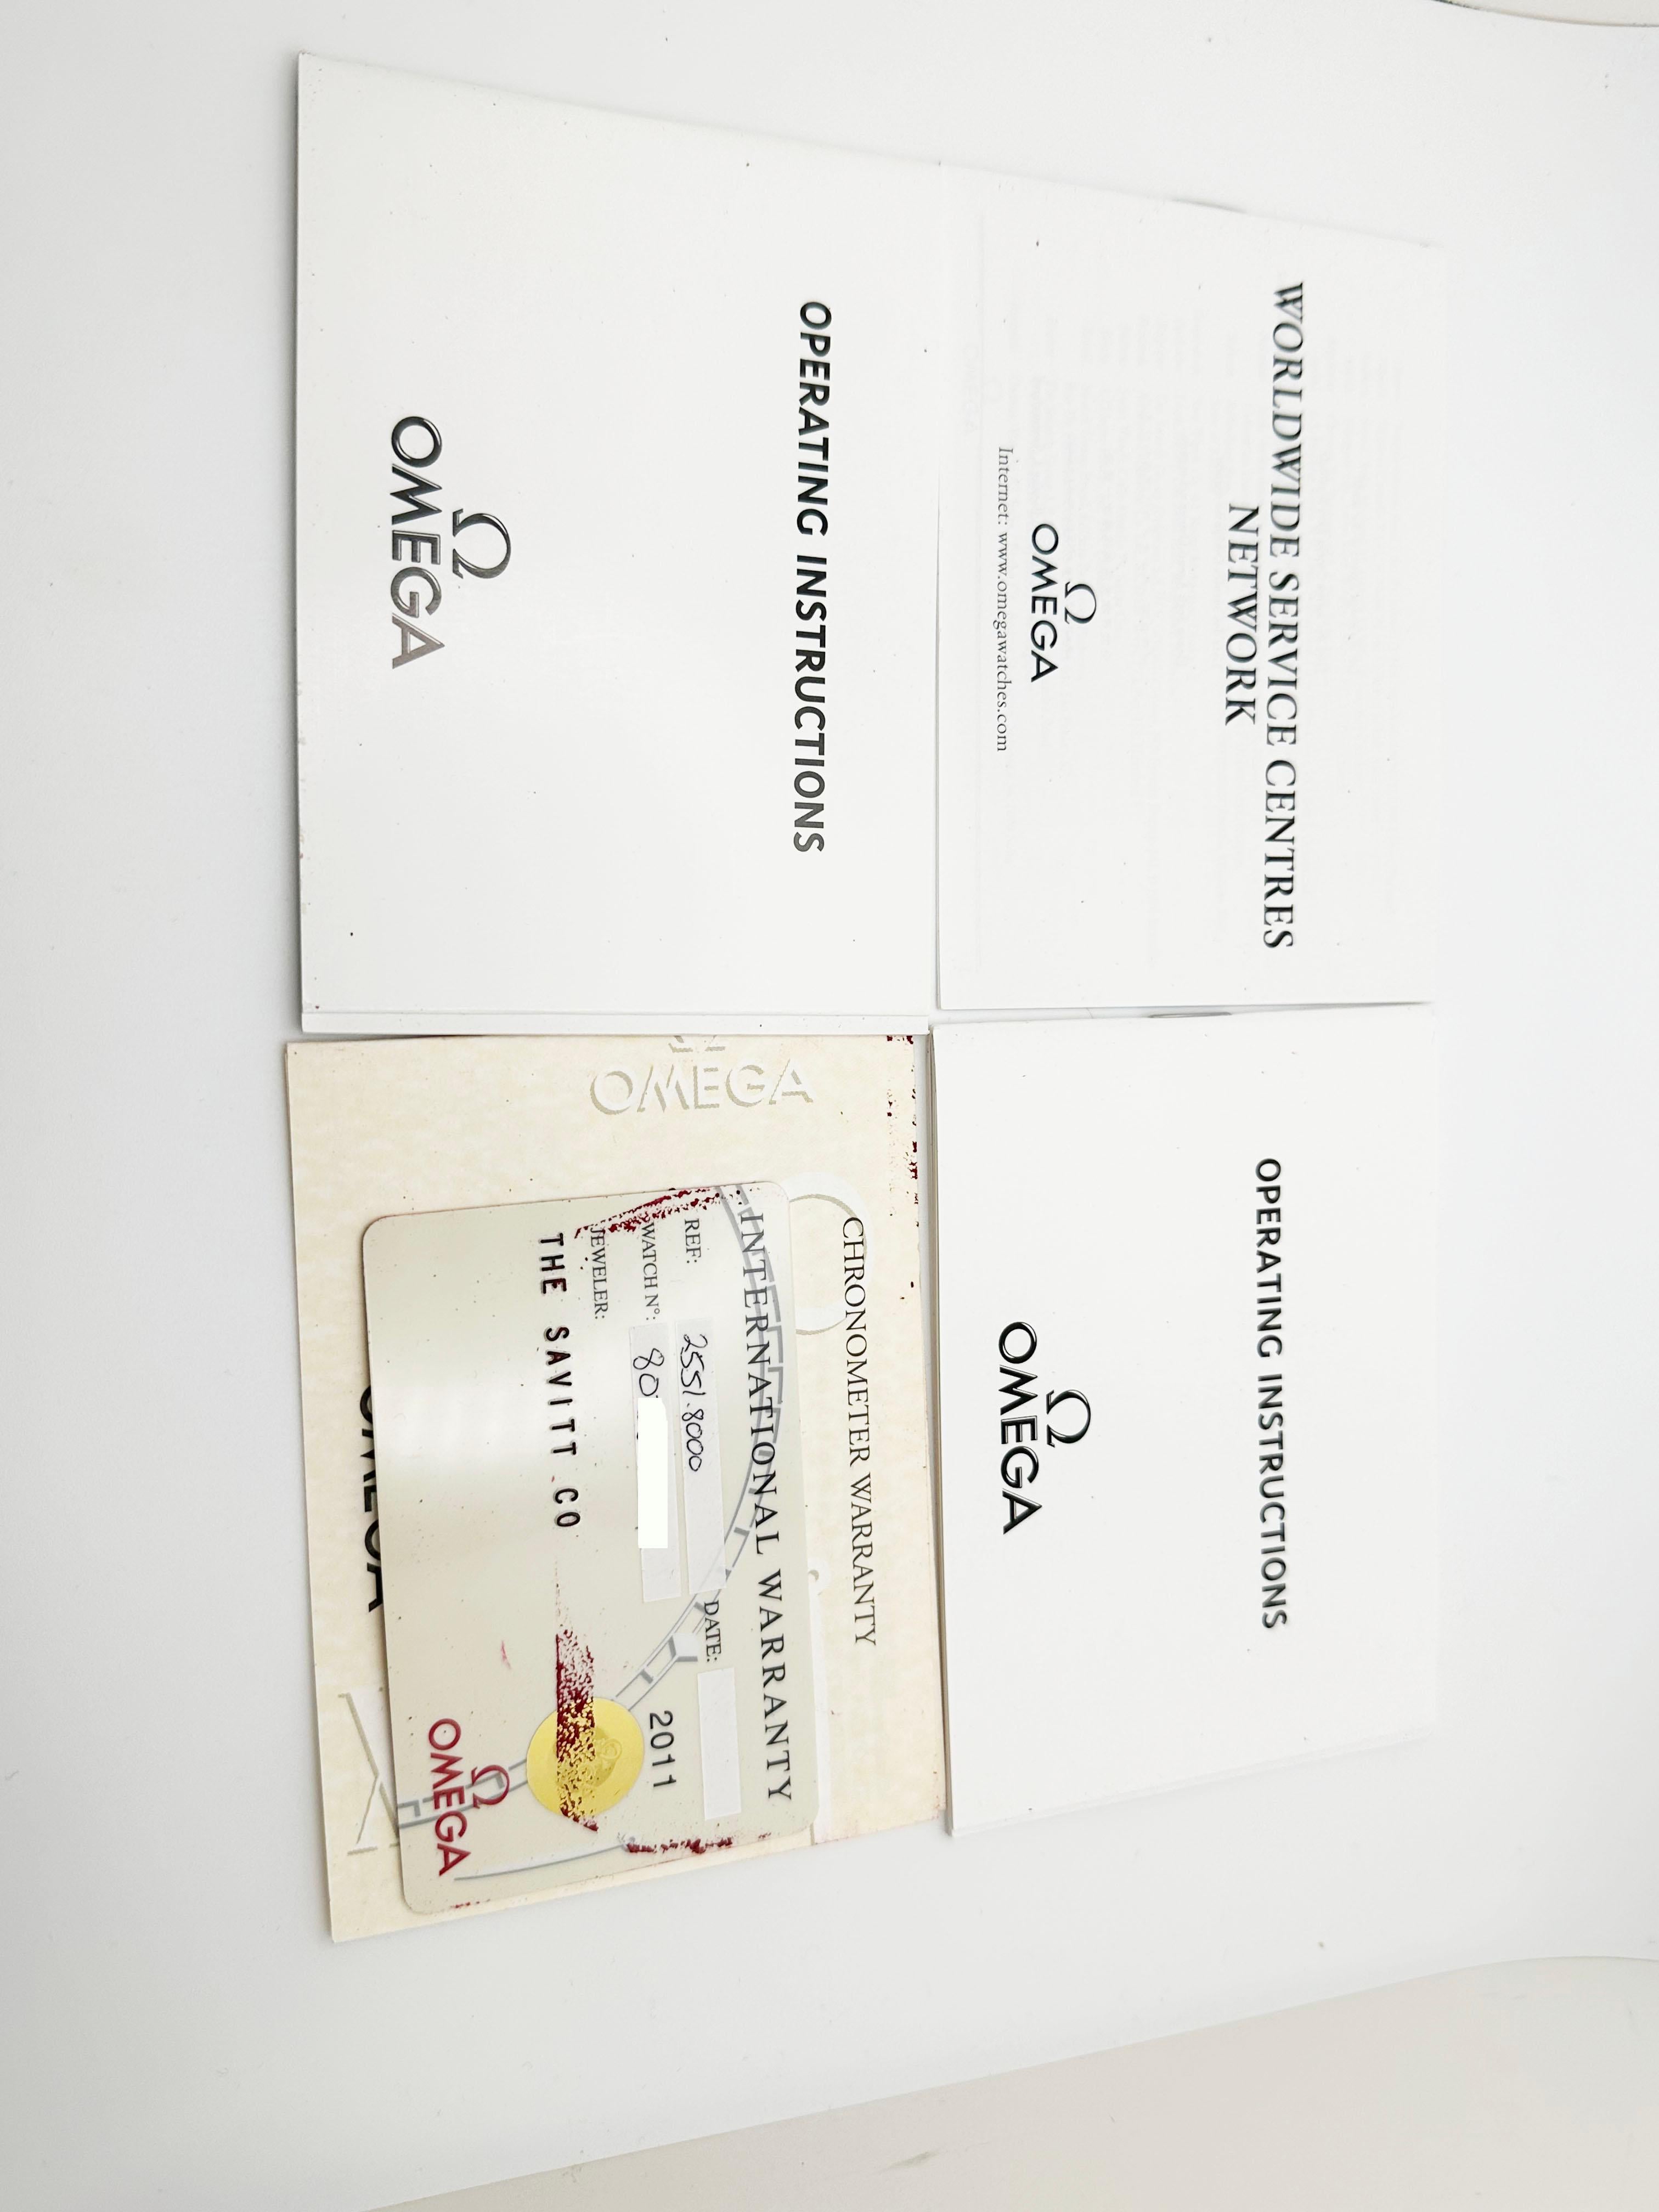 WORLDWIDE SERVICE CENTRES
NETWORK
Ω
OMEGA
Internet: www.omegawatches.com
OPERATING INSTRUCTIONS
Ω
OMEGA
OPERATING INSTRUCTIONS
Ω
OMEGA
OMEGA
CHRONOMETER WARRANTY
INTERNATIONAL WARRANTY
REF: 2551.8000 DATE:
WATCH N°: 80 2011
JEWELER:
THE SAVITT CO
Ω
OMEGA
OMEGA